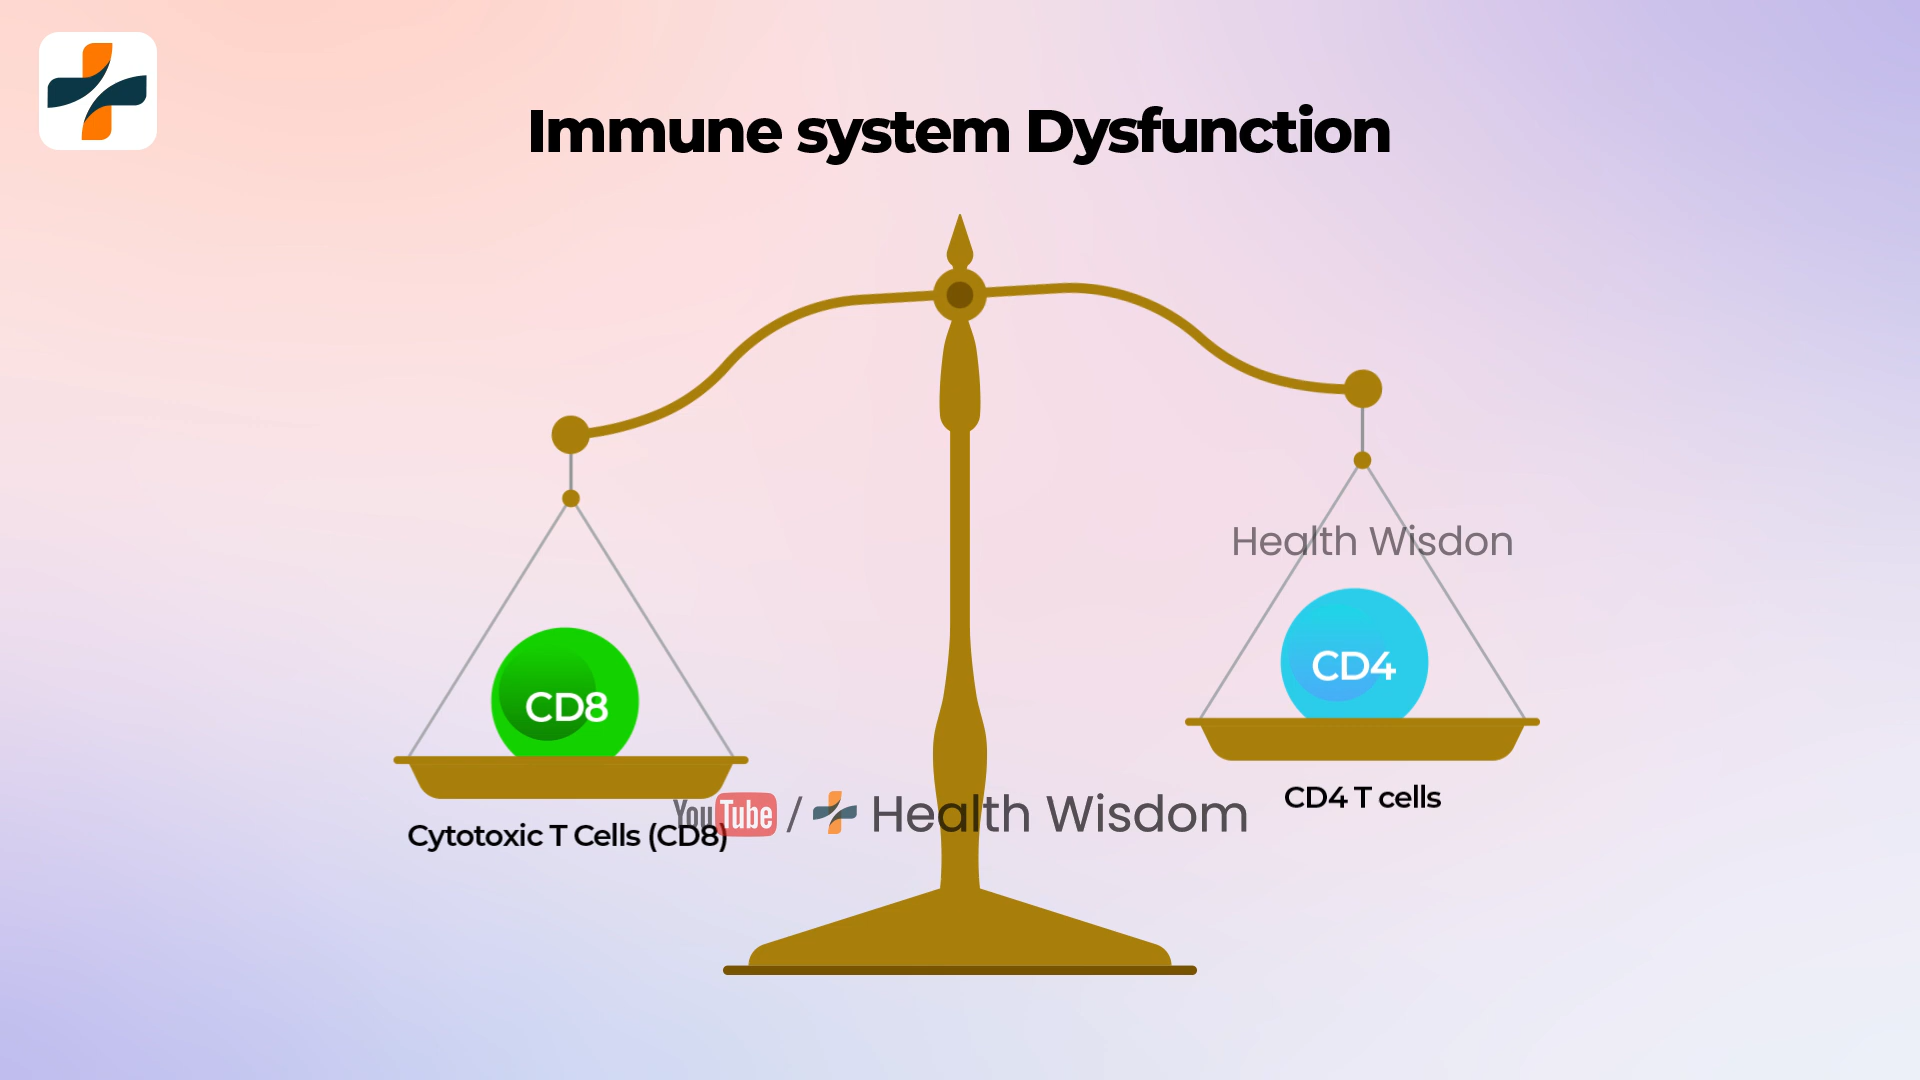 Immune system Dysfunction
Health Wisdon
CD8
CD4
CD4 T cells
YouTube / Health Wisdom
Cytotoxic T Cells (CD8)